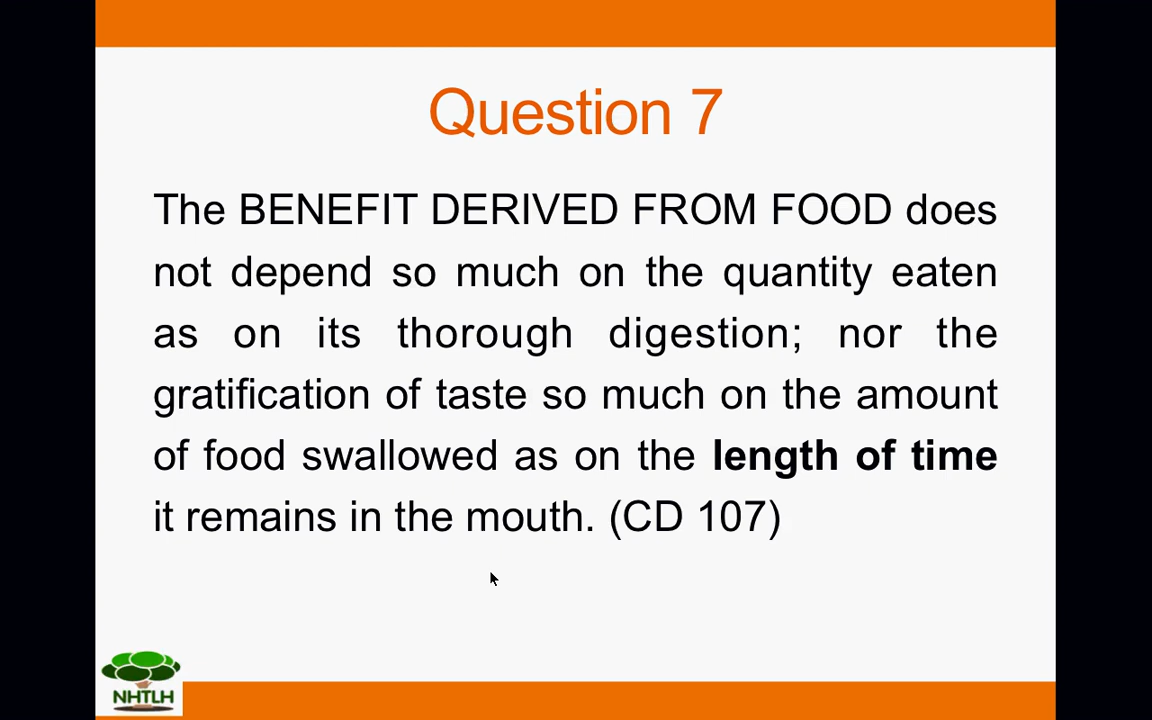 Question 7
The BENEFIT DERIVED FROM FOOD does
not depend so much on the quantity eaten
as on its thorough digestion; nor the
gratification of taste so much on the amount
of food swallowed as on the length of time
it remains in the mouth. (CD 107)
NHTLH